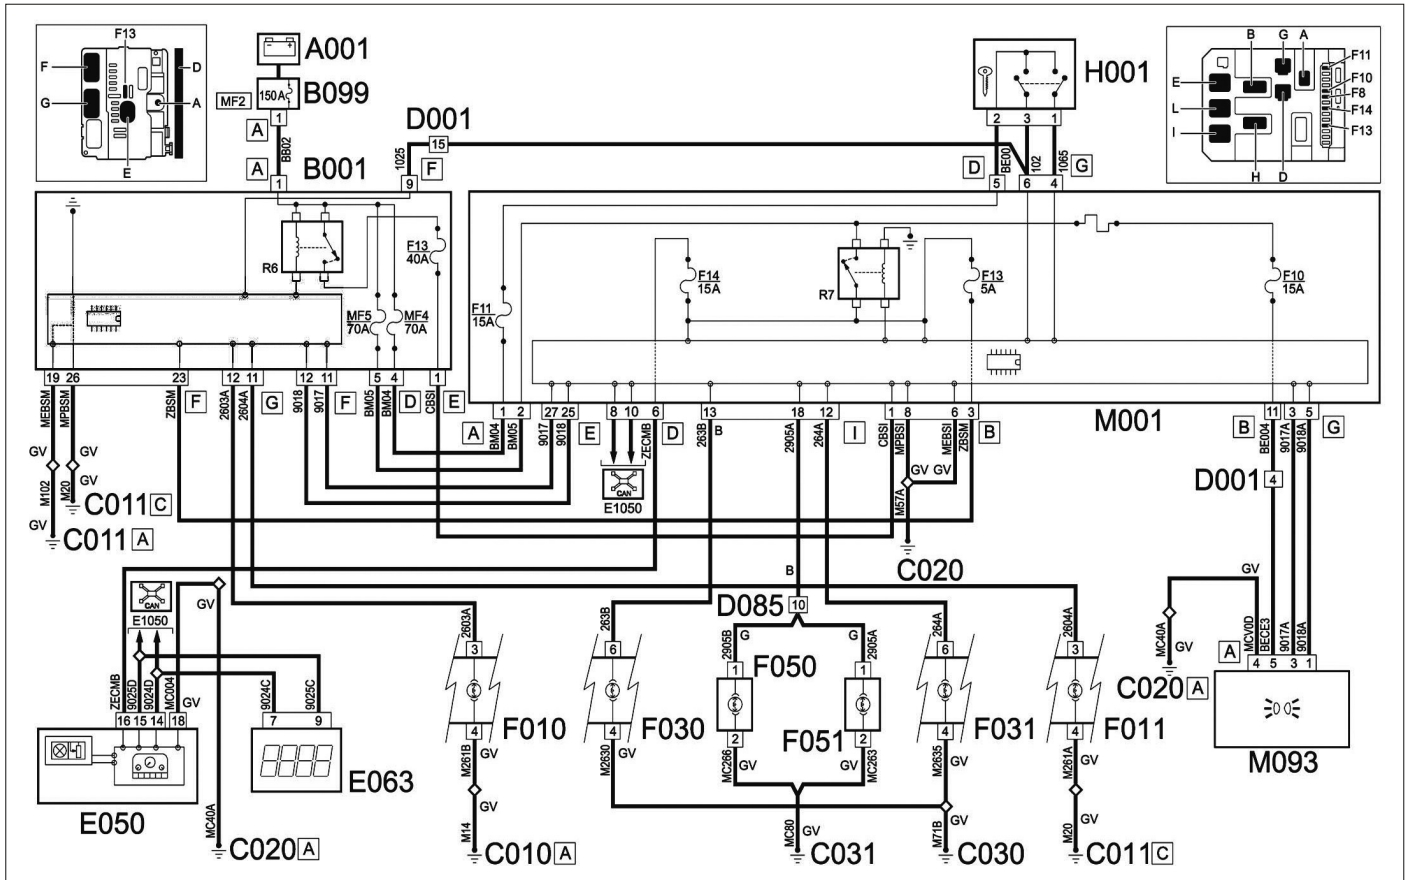 F13
F
G
D
A
E
A001
150A
B099
MF2
1
A
BB02
A
1
B001
D001
15
1025
9
F
H001
2 3 1
D
BE00
102
1065
G
5
6 4
B G A
F11
F10
F8
F14
F13
E
L
I
H D
R6
F13
40A
MF5
70A
MF4
70A
F11
15A
F14
15A
R7
F13
5A
F10
15A
19 26
23
F
12 11
G
12 11
F
5 4
D
1
E
MEBSM
MPBSM
ZBSM
2603A
2604A
9018
9017
BM05
BM04
CBSI
A
1 2
BM04
BM05
27 25
E
9017
9018
8 10 6
D
ZECMB
13
263B
B
18 12
I
2905A
264A
1 8
6 3
B
CBSI
MPBSI
MEBSI
ZBSM
M001
B
11
BE004
3 5
G
9017A
9018A
GV GV
M102
M20
GV
GV
C011 C
C011 A
CAN
E1050
GV GV
M57A
C020
D001
4
CAN
E1050
GV
ZECMB
9025D
9024D
MC004
GV
16 15 14 18
E050
MC40A
C020 A
9024C
9025C
7 9
E063
2603A
3
4
F010
M261B
GV
GV
M14
C010 A
263B
6
4
F030
M2630
GV
B
D085
10
G
G
2905B
2905A
1
1
F050
F051
2
2
MC266
GV
GV
MC263
MC80
GV
C031
264A
6
4
F031
M2635
GV
GV
M71B
C030
2604A
3
4
F011
M261A
GV
GV
M20
C011 C
GV
MC40A
GV
C020 A
MCV0D
BECE3
9017A
9018A
A
4 5 3 1
M093